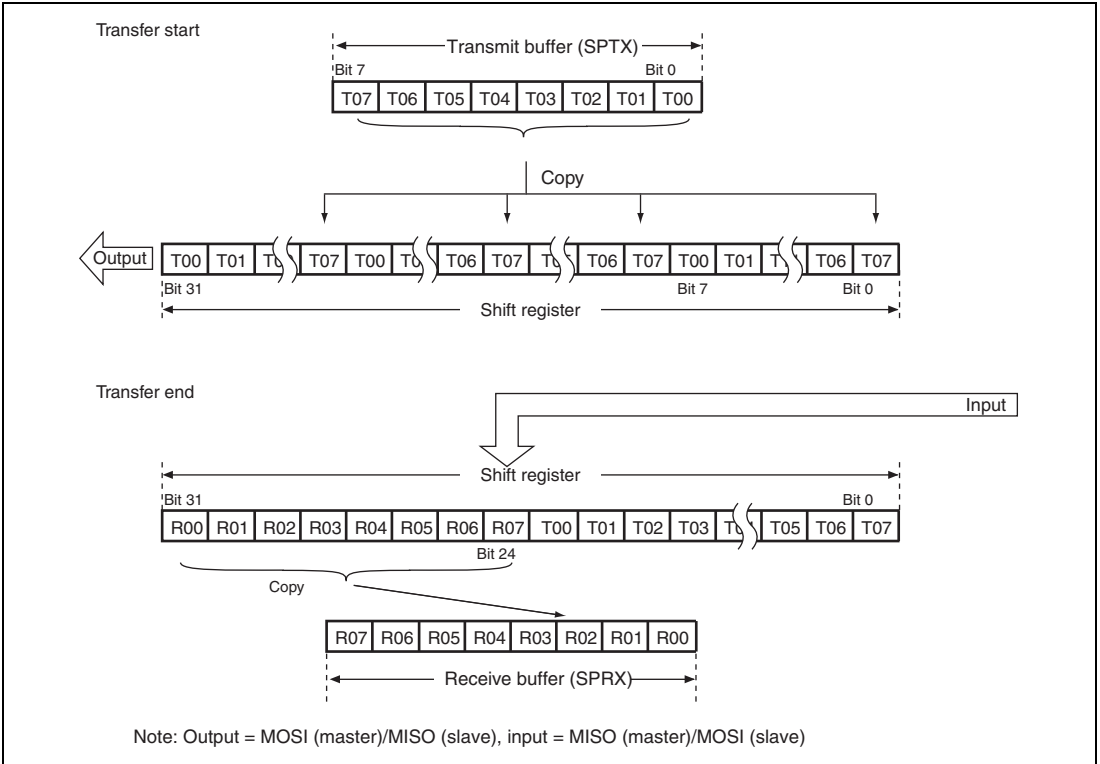 Transfer start
Transmit buffer (SPTX)
Bit 7 Bit 0
T07 T06 T05 T04 T03 T02 T01 T00
Copy
Output T00 T01 T07 T00 T06 T07 T06 T07 T00 T01 T06 T07
Bit 31 Bit 7 Bit 0
Shift register
Transfer end
Input
Shift register
Bit 31 Bit 0
R00 R01 R02 R03 R04 R05 R06 R07 T00 T01 T02 T03 T05 T06 T07
Bit 24
Copy
R07 R06 R05 R04 R03 R02 R01 R00
Receive buffer (SPRX)
Note: Output = MOSI (master)/MISO (slave), input = MISO (master)/MOSI (slave)